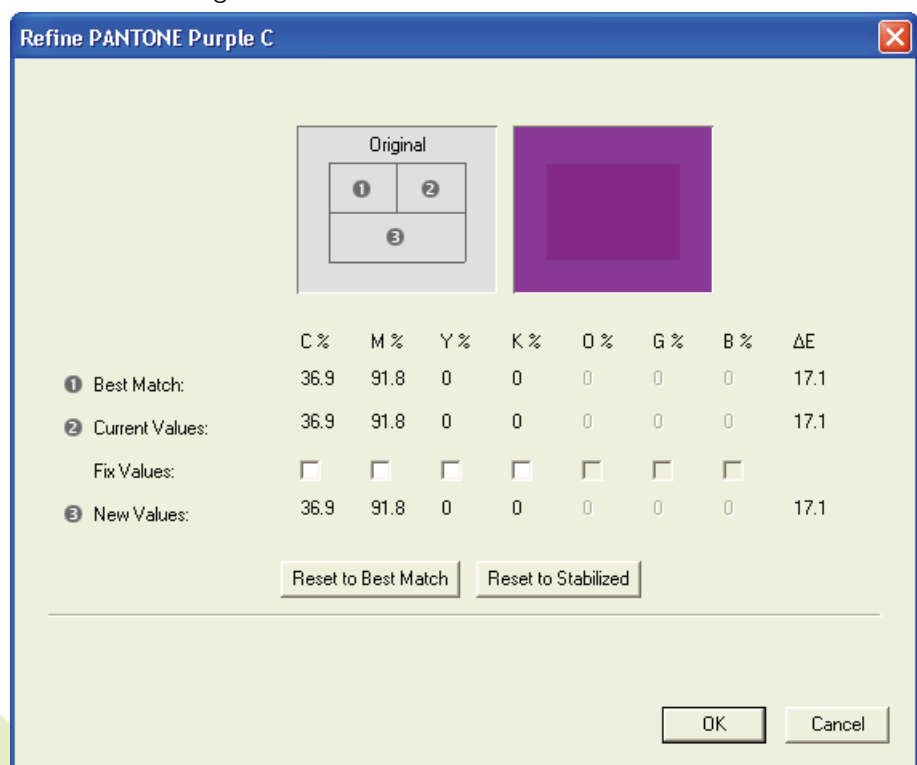 Refine PANTONE Purple C
Original
1 2
3
C % M % Y % K % O % G % B % ΔE
1 Best Match: 36.9 91.8 0 0 0 0 0 17.1
2 Current Values: 36.9 91.8 0 0 0 0 0 17.1
Fix Values:
3 New Values: 36.9 91.8 0 0 0 0 0 17.1
Reset to Best Match Reset to Stabilized
OK Cancel